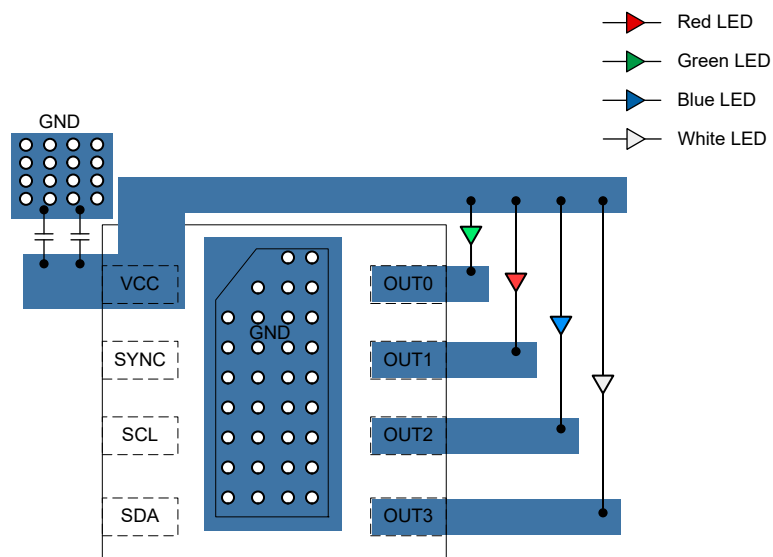 Red LED
Green LED
Blue LED
White LED
GND
VCC
OUT0
GND
SYNC
OUT1
SCL
OUT2
SDA
OUT3